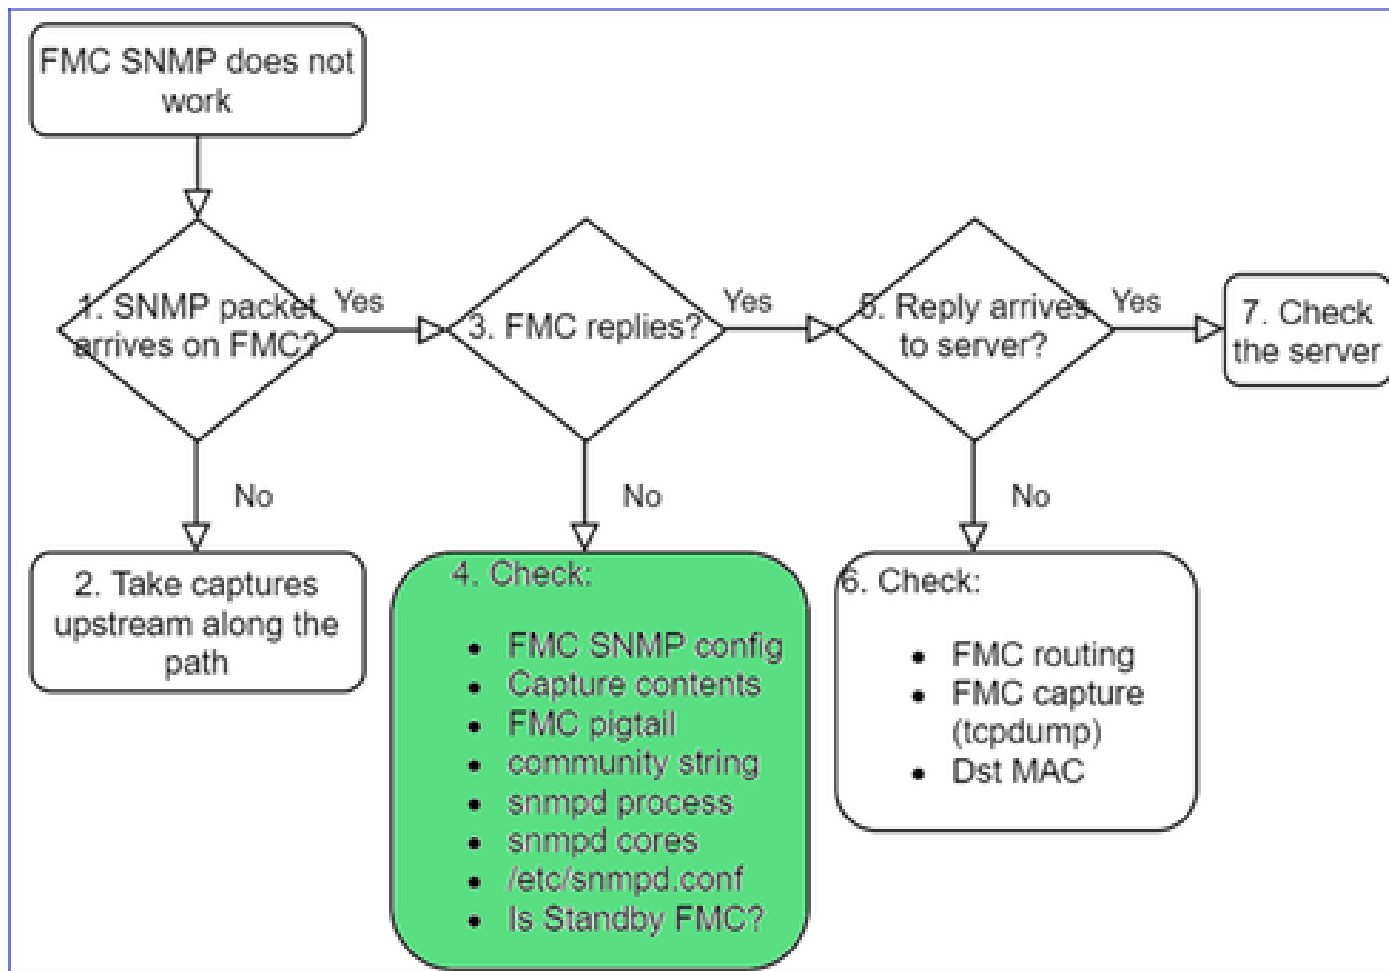 FMC SNMP does not
work
1. SNMP packet
arrives on FMC?
Yes
3. FMC replies?
Yes
5. Reply arrives
to server?
Yes
7. Check
the server
No
No
No
2. Take captures
upstream along the
path
4. Check:
• FMC SNMP config
• Capture contents
• FMC pigtail
• community string
• snmpd process
• snmpd cores
• /etc/snmpd.conf
• Is Standby FMC?
6. Check:
• FMC routing
• FMC capture
(tcpdump)
• Dst MAC